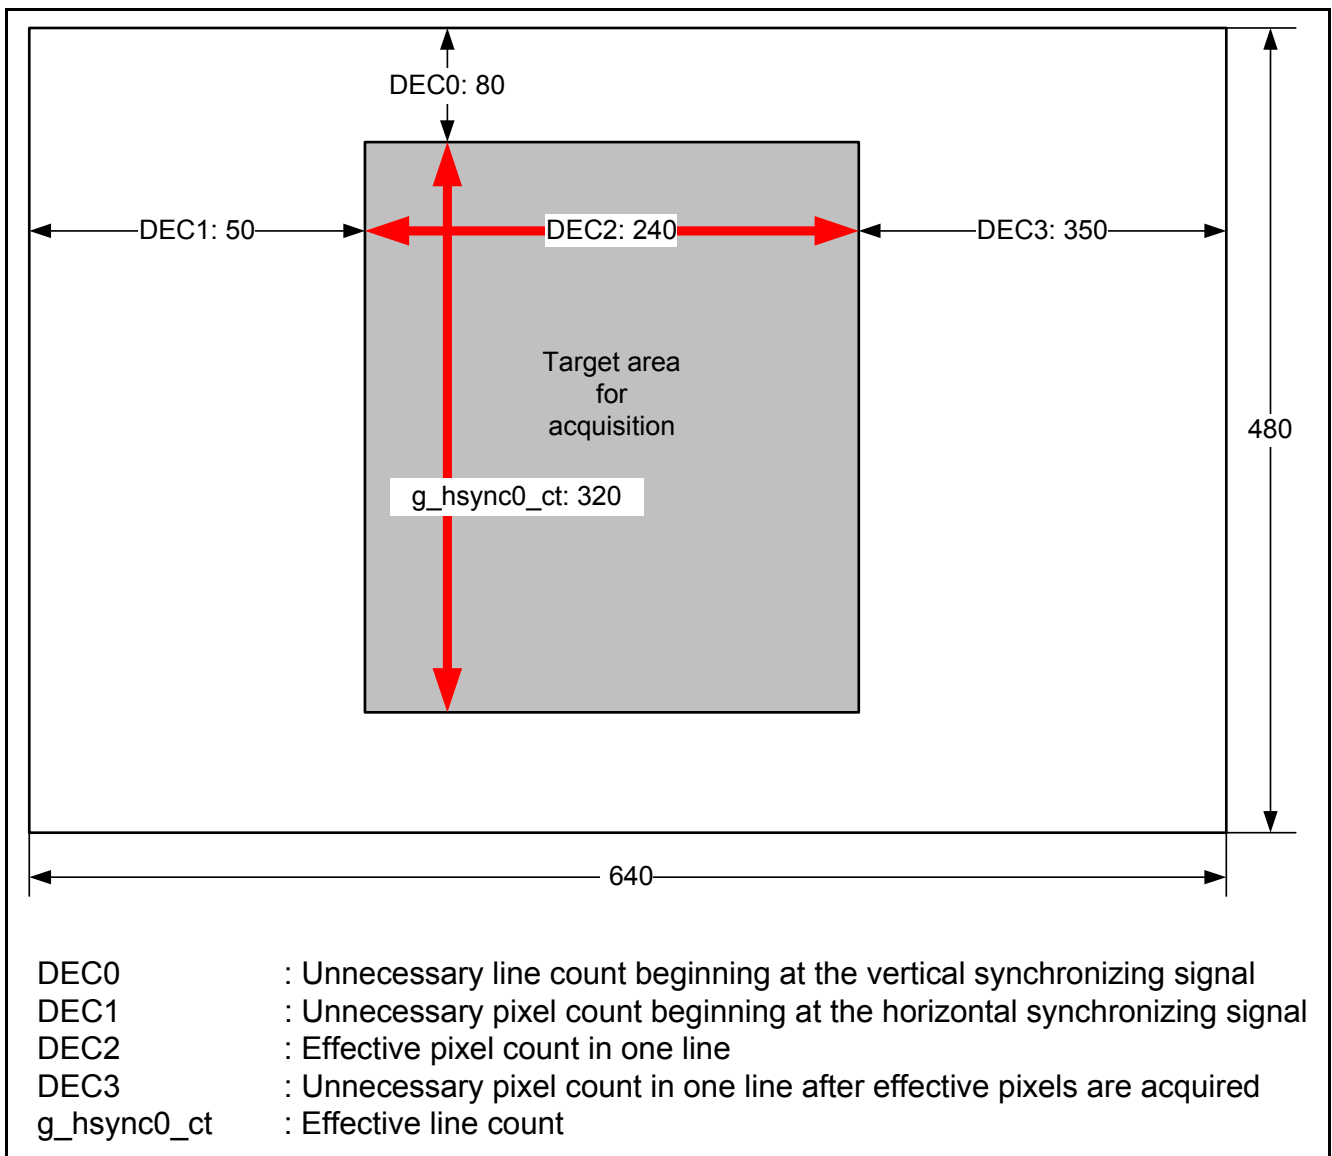 DEC0: 80
DEC1: 50
DEC2: 240
DEC3: 350
Target area
for
acquisition
480
g_hsync0_ct: 320
640
DEC0 : Unnecessary line count beginning at the vertical synchronizing signal
DEC1 : Unnecessary pixel count beginning at the horizontal synchronizing signal
DEC2 : Effective pixel count in one line
DEC3 : Unnecessary pixel count in one line after effective pixels are acquired
g_hsync0_ct : Effective line count